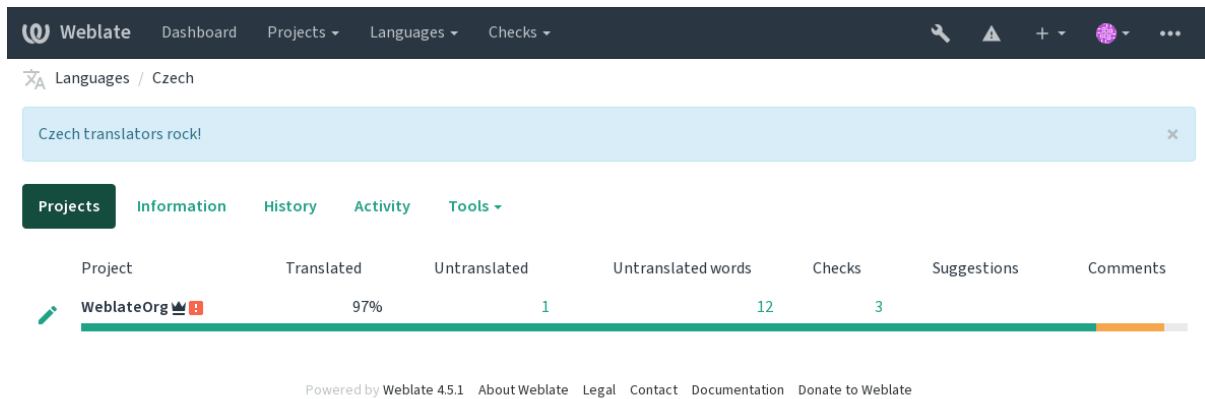 Weblate Dashboard Projects Languages Checks
Languages / Czech
Czech translators rock! ×
Projects Information History Activity Tools
Project Translated Untranslated Untranslated words Checks Suggestions Comments
WeblateOrg 97% 1 12 3
Powered by Weblate 4.5.1 About Weblate Legal Contact Documentation Donate to Weblate